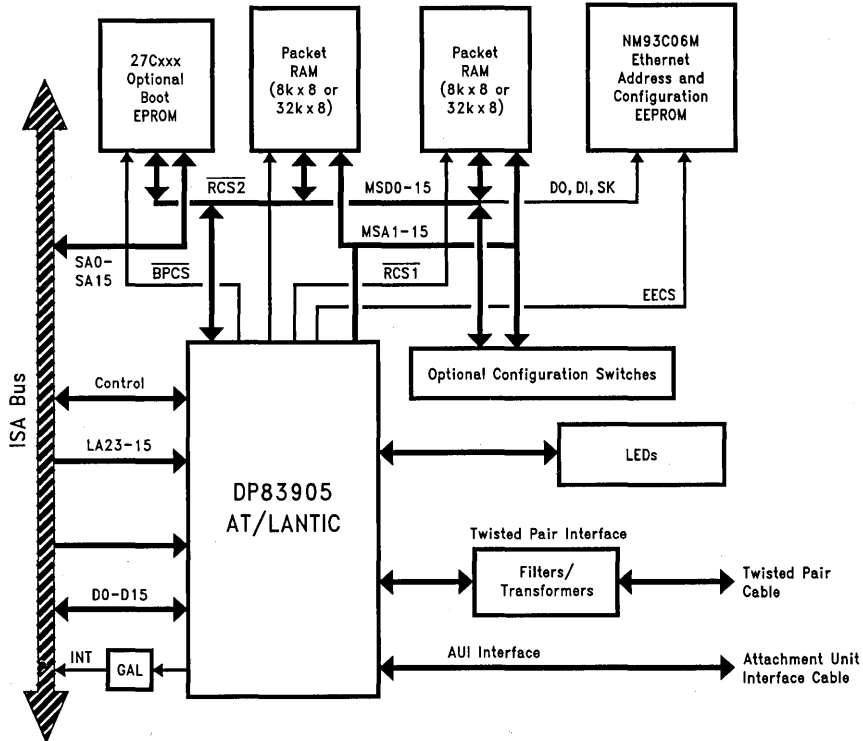 27Cxxx
Optional
Boot
EPROM
Packet
RAM
(8k x 8 or
32k x 8)
Packet
RAM
(8k x 8 or
32k x 8)
NM93C06M
Ethernet
Address and
Configuration
EEPROM
RCS2
MSD0-15
DO, DI, SK
MSA1-15
SA0-
SA15
BPCS
RCS1
EECS
Optional Configuration Switches
ISA Bus
Control
LA23-15
D0-D15
INT
GAL
DP83905
AT/LANTIC
LEDs
Twisted Pair Interface
Filters/
Transformers
Twisted Pair
Cable
AUI Interface
Attachment Unit
Interface Cable